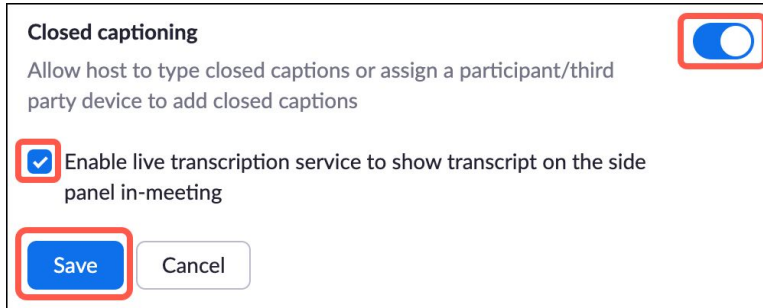 Closed captioning
Allow host to type closed captions or assign a participant/third
party device to add closed captions
Enable live transcription service to show transcript on the side
panel in-meeting
Save Cancel